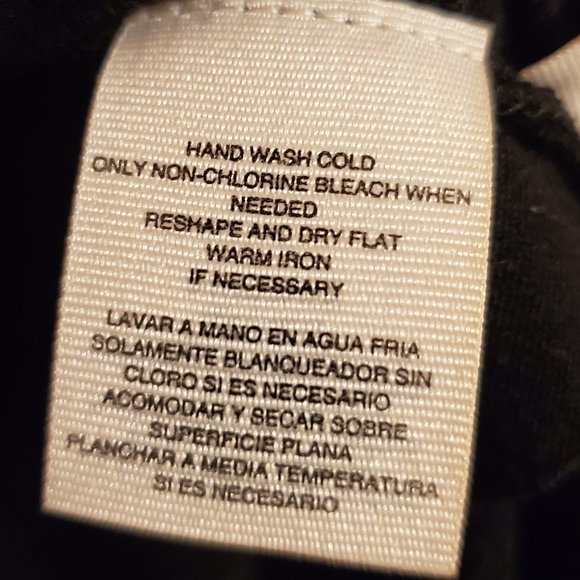 HAND WASH COLD
ONLY NON-CHLORINE BLEACH WHEN
NEEDED
RESHAPE AND DRY FLAT
WARM IRON
IF NECESSARY
LAVAR A MANO EN AGUA FRIA
SOLAMENTE BLANQUEADOR SIN
CLORO SI ES NECESARIO
ACOMODAR Y SECAR SOBRE
SUPERFICIE PLANA
PLANCHAR A MEDIA TEMPERATURA
SI ES NECESARIO